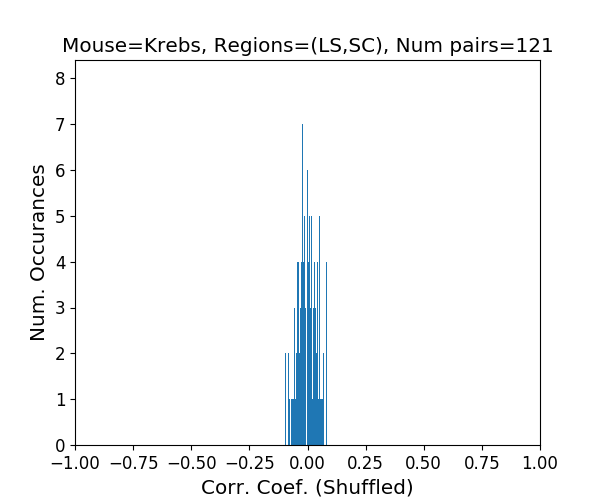 Mouse=Krebs, Regions=(LS,SC), Num pairs=121
8
7
6
5
4
3
2
1
0
Num. Occurances
−1.00 −0.75 −0.50 −0.25 0.00 0.25 0.50 0.75 1.00
Corr. Coef. (Shuffled)